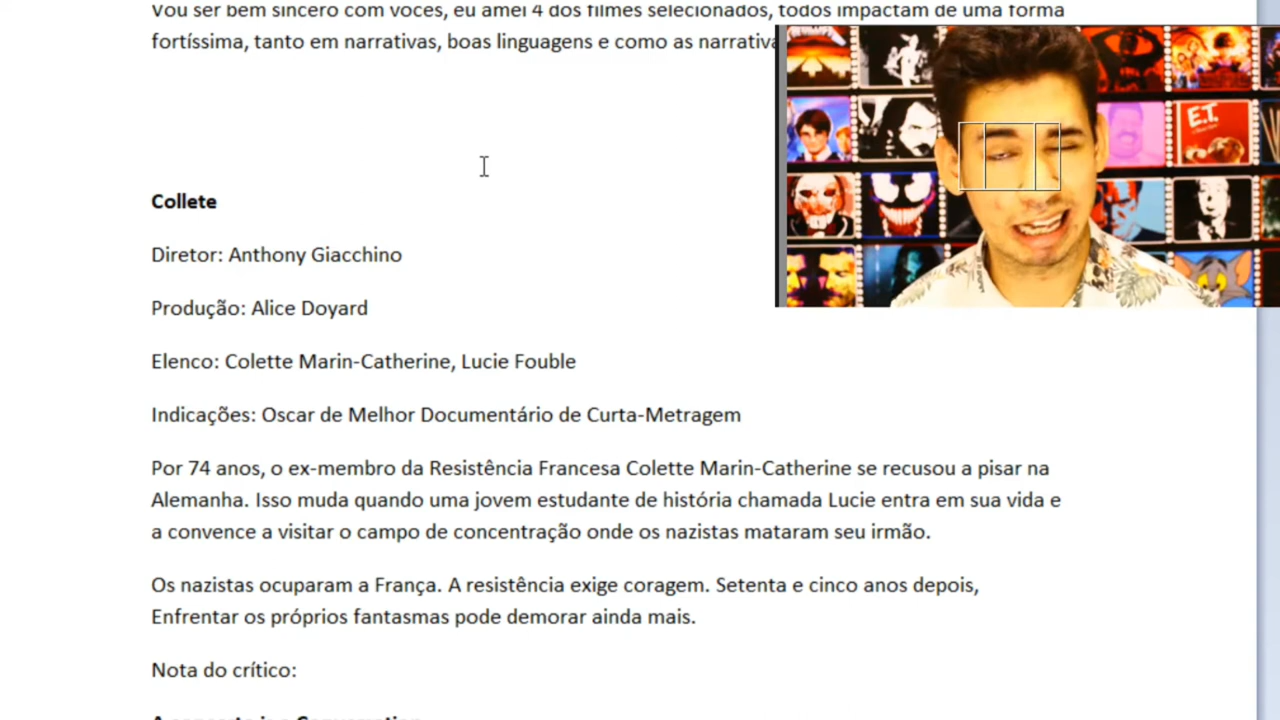 Vou ser bem sincero com vocês, eu amei 4 dos filmes selecionados, todos impactam de uma forma
fortíssima, tanto em narrativas, boas linguagens e como as
Collete
Diretor: Anthony Giacchino
Produção: Alice Doyard
Elenco: Colette Marin-Catherine, Lucie Fouble
Indicações: Oscar de Melhor Documentário de Curta-Metragem
Por 74 anos, o ex-membro da Resistência Francesa Colette Marin-Catherine se recusou a pisar na
Alemanha. Isso muda quando uma jovem estudante de história chamada Lucie entra em sua vida e
a convence a visitar o campo de concentração onde os nazistas mataram seu irmão.
Os nazistas ocuparam a França. A resistência exige coragem. Setenta e cinco anos depois,
Enfrentar os próprios fantasmas pode demorar ainda mais.
Nota do crítico:
E.T.